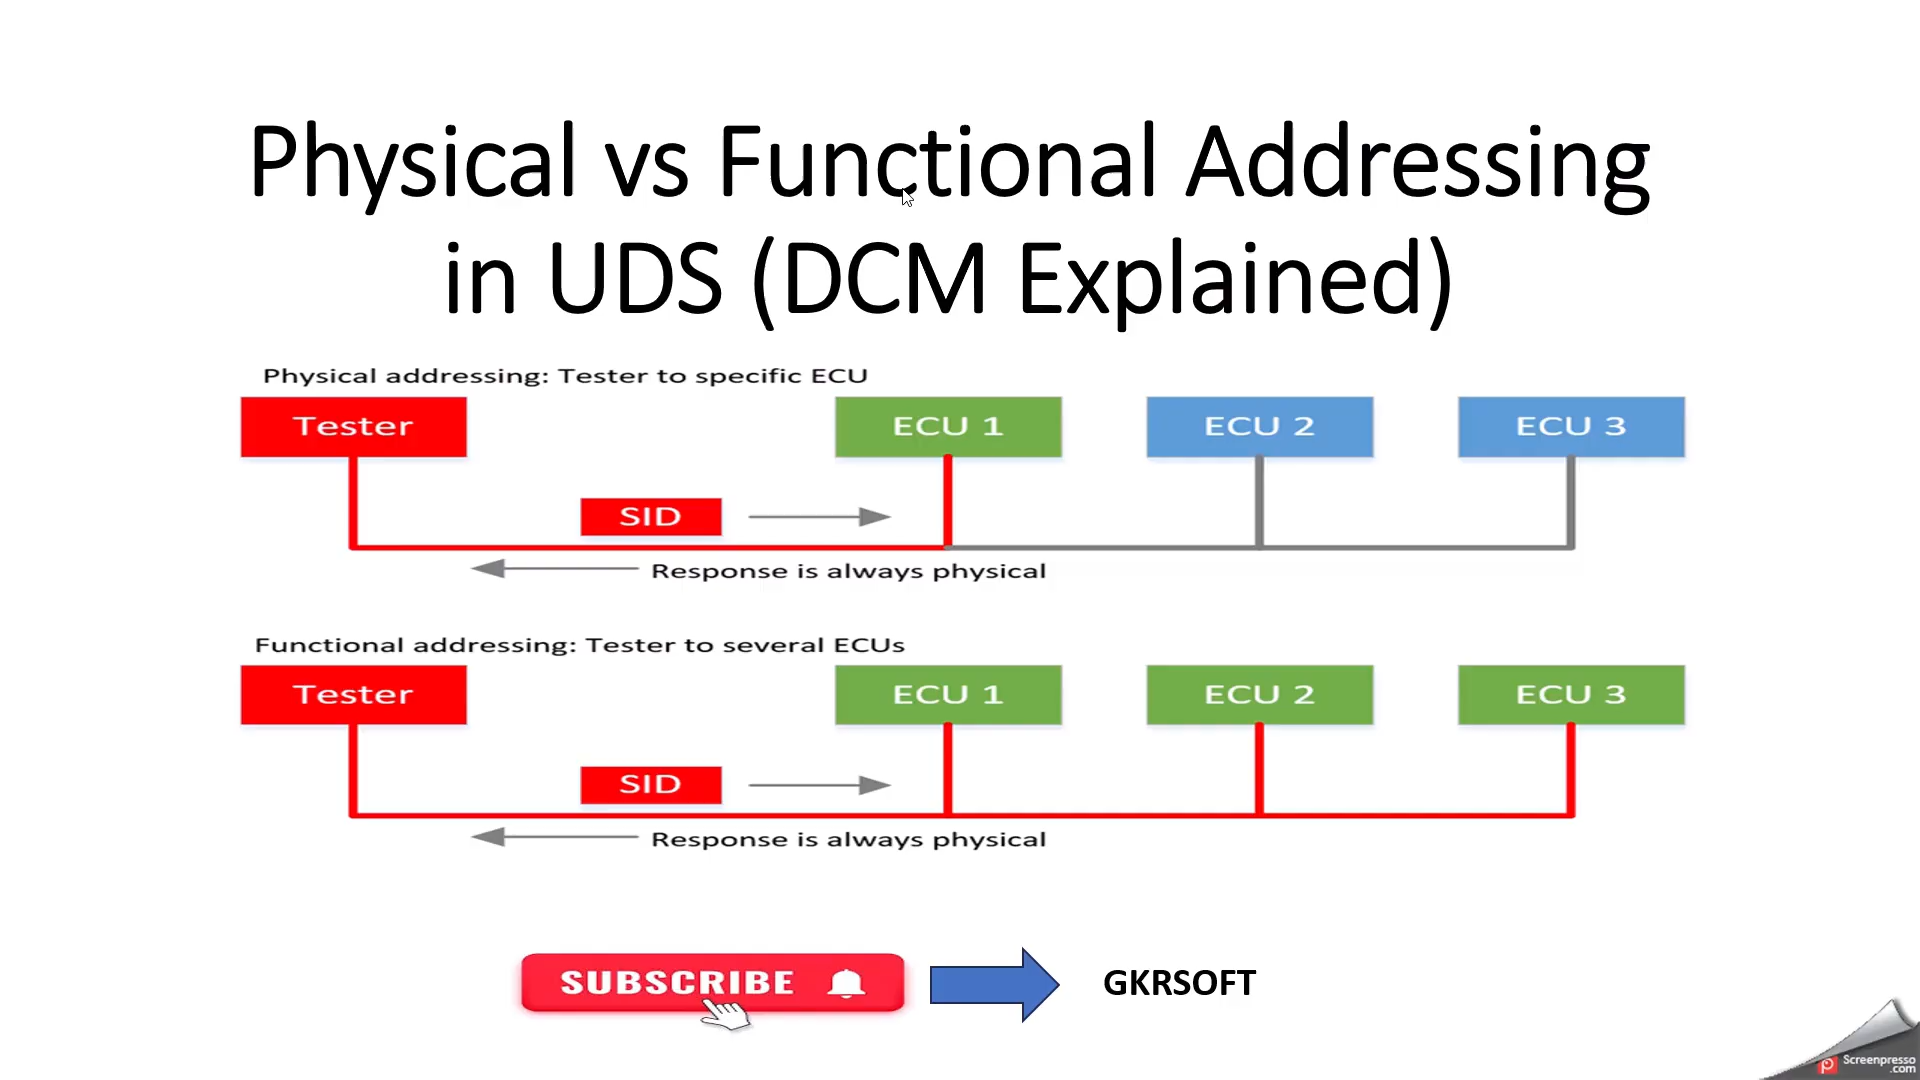 Physical vs Functional Addressing
in UDS (DCM Explained)
Physical addressing: Tester to specific ECU
Tester
ECU 1
ECU 2
ECU 3
SID
Response is always physical
Functional addressing: Tester to several ECUs
Tester
ECU 1
ECU 2
ECU 3
SID
Response is always physical
SUBSCRIBE
GKRSOFT
Screenpresso
.com